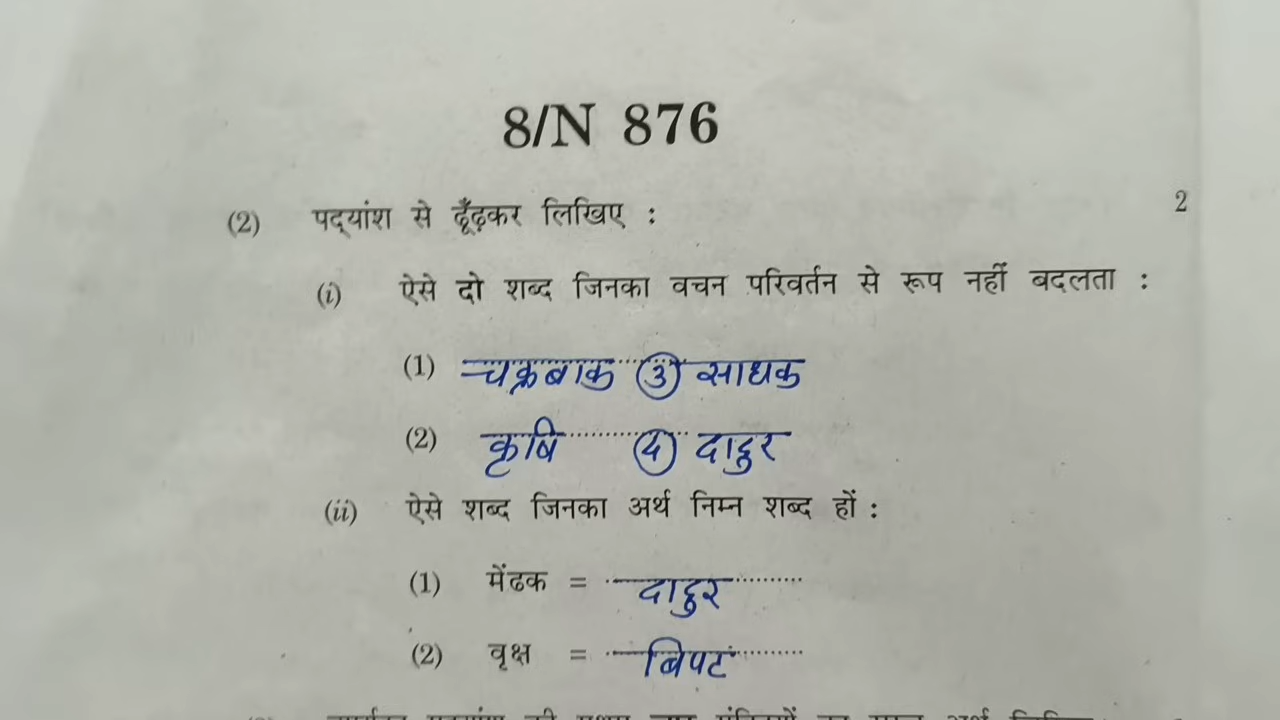 8/N 876
(2) पद्यांश से ढूँढ़कर लिखिए : 2
(i) ऐसे दो शब्द जिनका वचन परिवर्तन से रूप नहीं बदलता :
(1) चक्रबाक (3) साधक
(2) कृषि (4) दादुर
(ii) ऐसे शब्द जिनका अर्थ निम्न शब्द हों :
(1) मेंढक = दादुर
(2) वृक्ष = बिपट